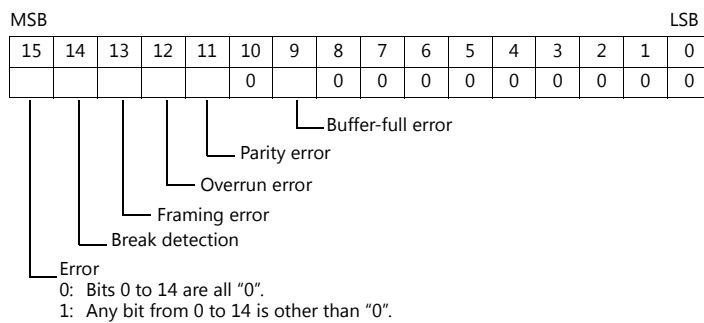 MSB LSB
15 14 13 12 11 10 9 8 7 6 5 4 3 2 1 0
0 0 0 0 0 0 0 0 0 0
Buffer-full error
Parity error
Overrun error
Framing error
Break detection
Error
0: Bits 0 to 14 are all “0”.
1: Any bit from 0 to 14 is other than “0”.